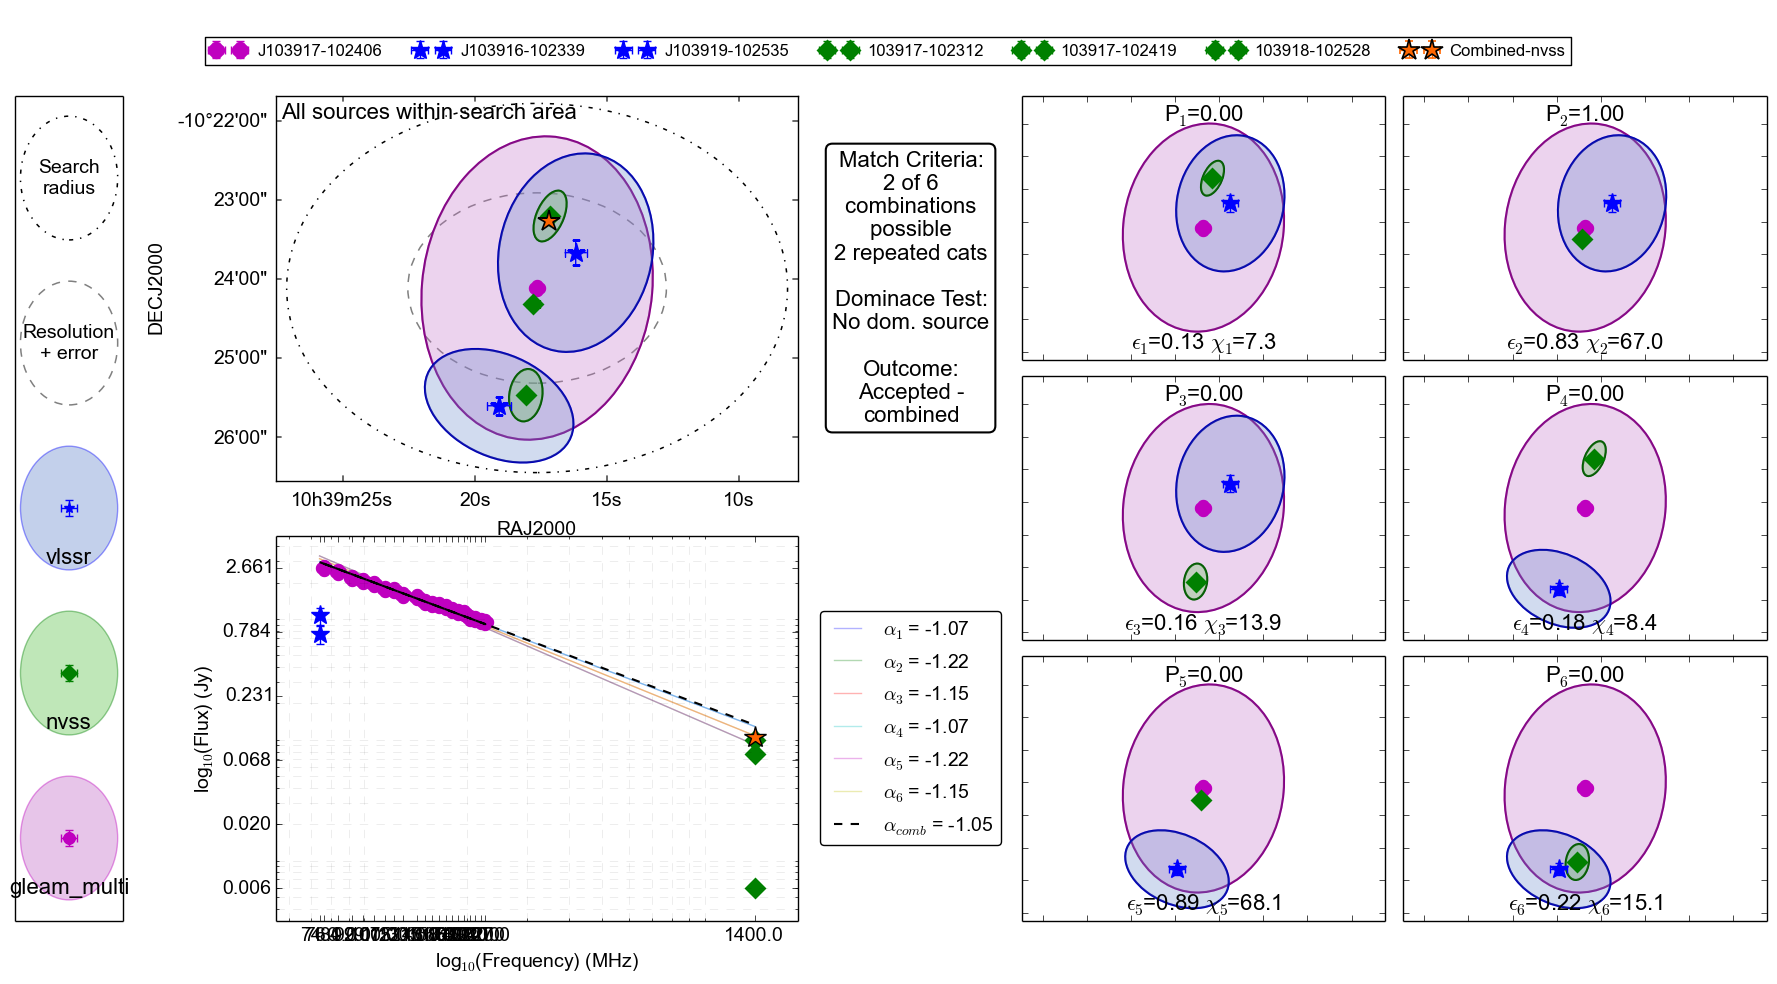 J103917-102406 J103916-102339 J103919-102535 103917-102312 103917-102419 103918-102528 Combined-nvss
Search
radius
Resolution
+ error
vlssr
nvss
gleam_multi
All sources within search area
-10°22'00"
23'00"
24'00"
25'00"
26'00"
DECJ2000
10h39m25s 20s 15s 10s
RAJ2000
Match Criteria:
2 of 6
combinations
possible
2 repeated cats
Dominace Test:
No dom. source
Outcome:
Accepted -
combined
2.661
0.784
0.231
0.068
0.020
0.006
log₁₀(Flux) (Jy)
1400.0
log₁₀(Frequency) (MHz)
α₁ = -1.07
α₂ = -1.22
α₃ = -1.15
α₄ = -1.07
α₅ = -1.22
α₆ = -1.15
α_comb = -1.05
P₁=0.00
ϵ₁=0.13 χ₁=7.3
P₂=1.00
ϵ₂=0.83 χ₂=67.0
P₃=0.00
ϵ₃=0.16 χ₃=13.9
P₄=0.00
ϵ₄=0.18 χ₄=8.4
P₅=0.00
ϵ₅=0.89 χ₅=68.1
P₆=0.00
ϵ₆=0.22 χ₆=15.1